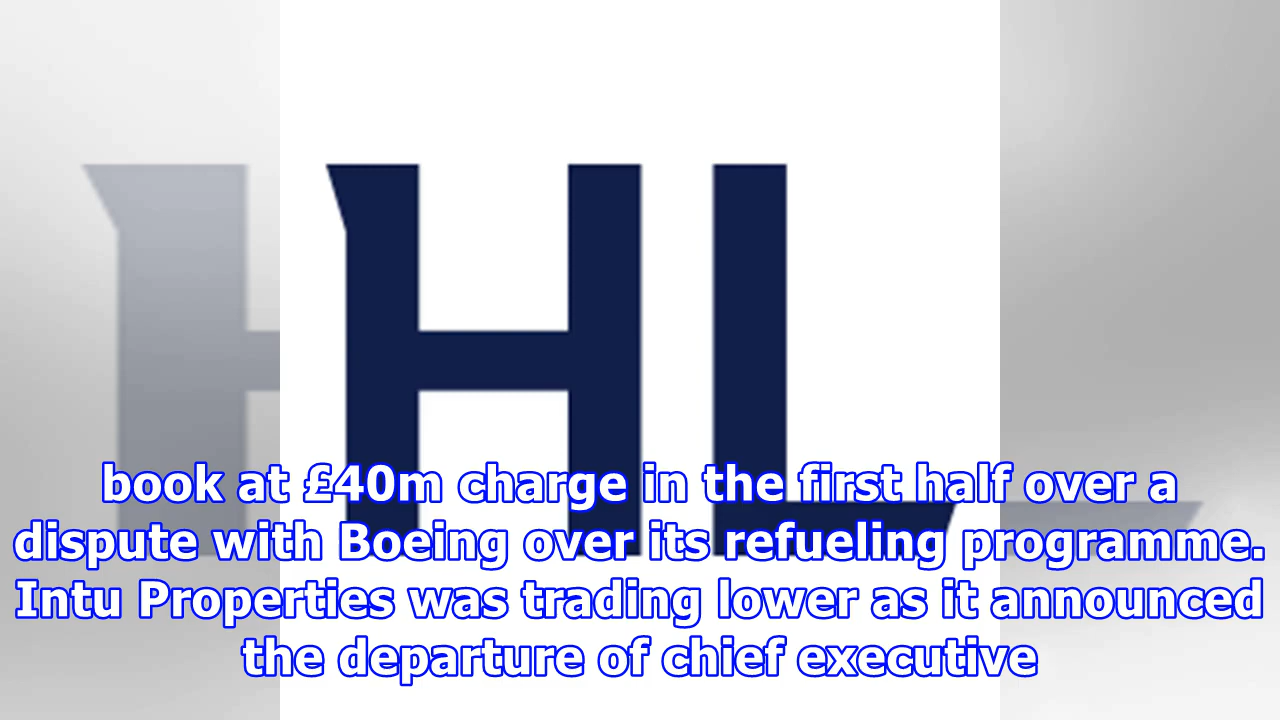 HL
book at £40m charge in the first half over a
dispute with Boeing over its refueling programme.
Intu Properties was trading lower as it announced
the departure of chief executive